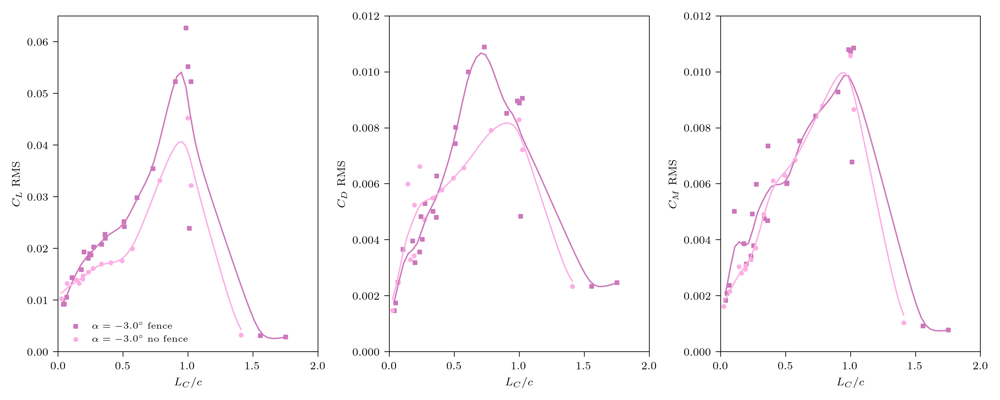 0.06
0.05
0.04
0.03
0.02
0.01
0.00
C_L RMS
α = −3.0° fence
α = −3.0° no fence
0.0 0.5 1.0 1.5 2.0
L_C/c
0.012
0.010
0.008
0.006
0.004
0.002
0.000
C_D RMS
0.0 0.5 1.0 1.5 2.0
L_C/c
0.012
0.010
0.008
0.006
0.004
0.002
0.000
C_M RMS
0.0 0.5 1.0 1.5 2.0
L_C/c